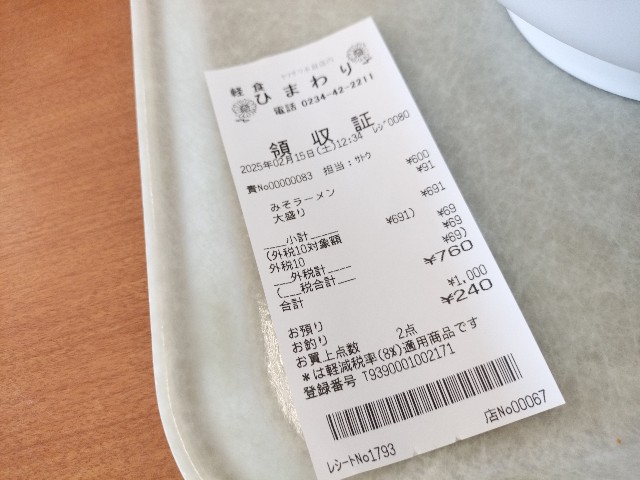 軽食
ひまわり
電話 0234-42-2211
領収証
2025年02月15日(土)12:34 レジ0080
責No00000083 担当:サトウ
みそラーメン ¥600
大盛り ¥91
小計 ¥691
(外税10対象額 ¥691)
外税10 ¥69
外税計 ¥69
(税合計 ¥69)
合計 ¥760
お預り ¥1,000
お釣り ¥240
お買上点数 2点
*は軽減税率(8%)適用商品です
登録番号 T9390001002171
レシートNo1793 店No00067